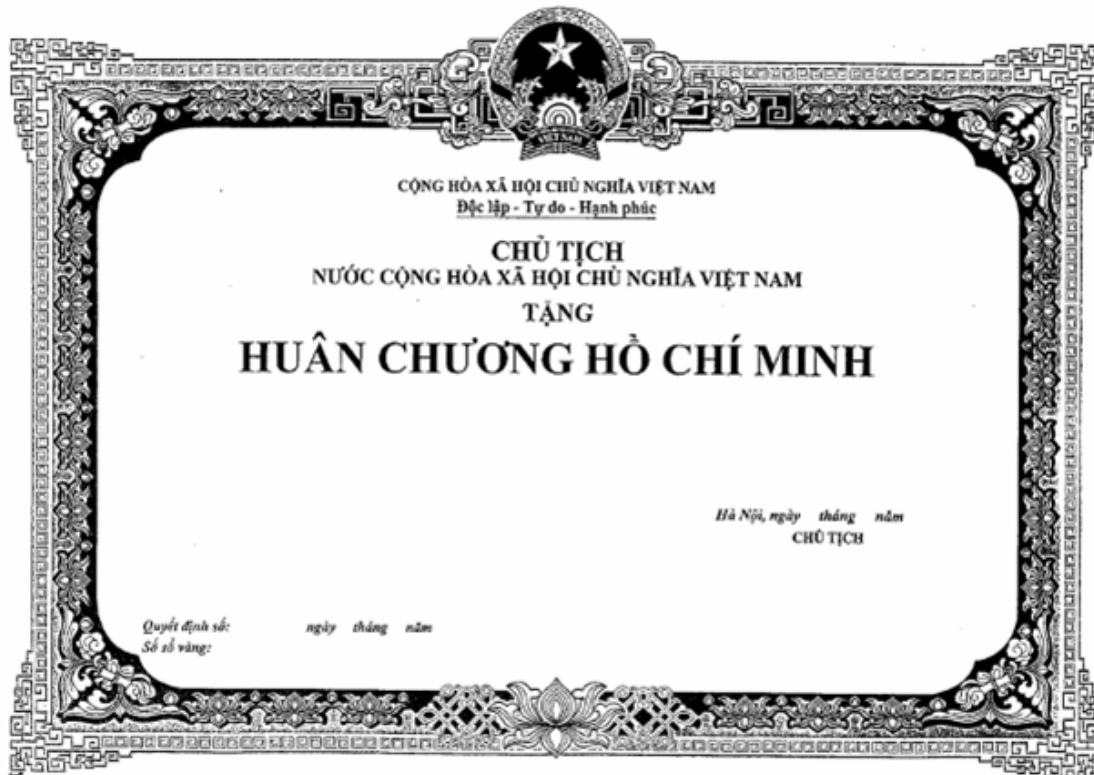 VIỆT NAM
CỘNG HÒA XÃ HỘI CHỦ NGHĨA VIỆT NAM
Độc lập - Tự do - Hạnh phúc
CHỦ TỊCH
NƯỚC CỘNG HÒA XÃ HỘI CHỦ NGHĨA VIỆT NAM
TẶNG
HUÂN CHƯƠNG HỒ CHÍ MINH
Hà Nội, ngày tháng năm
CHỦ TỊCH
Quyết định số: ngày tháng năm
Số sổ vàng: